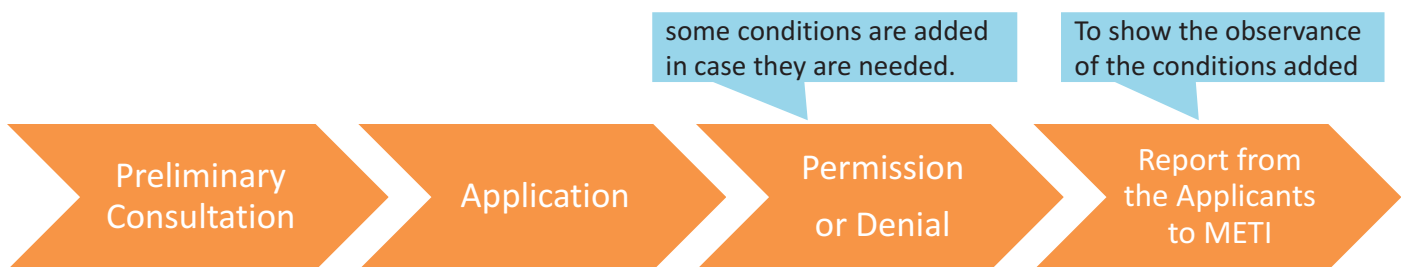 some conditions are added
in case they are needed.
To show the observance
of the conditions added
Preliminary
Consultation
Application
Permission
or Denial
Report from
the Applicants
to METI